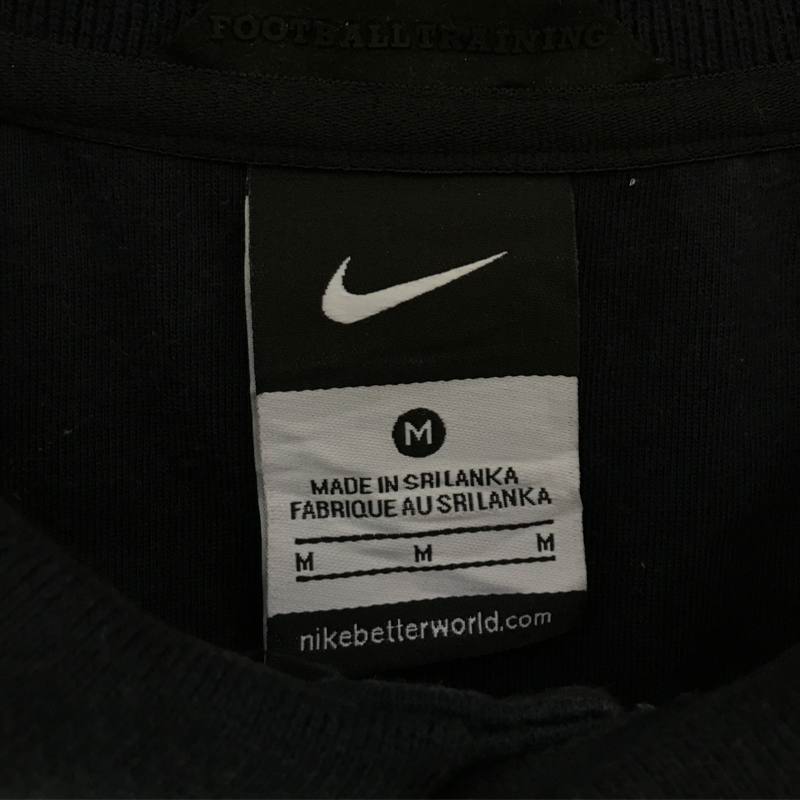 FOOTBALL TRAINING
M
MADE IN SRI LANKA
FABRIQUE AU SRI LANKA
M M M
nikebetterworld.com